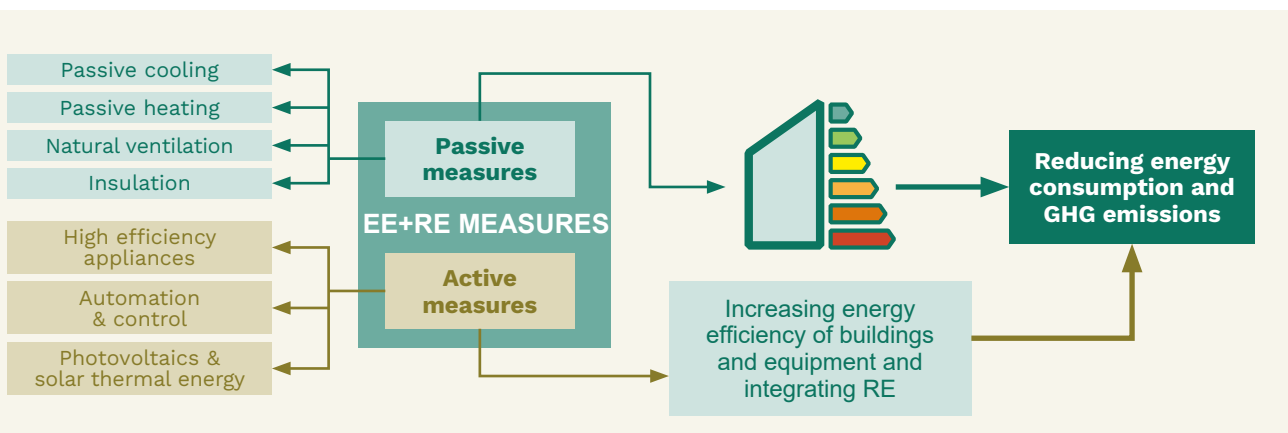 Passive cooling
Passive heating
Natural ventilation
Insulation
High efficiency
appliances
Automation
& control
Photovoltaics &
solar thermal energy
Passive
measures
EE+RE MEASURES
Active
measures
Increasing energy
efficiency of buildings
and equipment and
integrating RE
Reducing energy
consumption and
GHG emissions